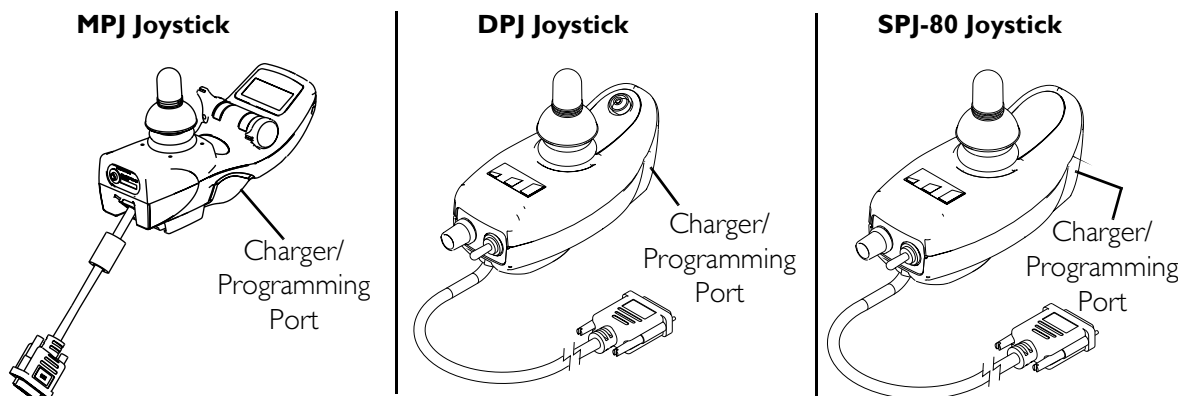 MPJ Joystick
Charger/
Programming
Port
DPJ Joystick
Charger/
Programming
Port
SPJ-80 Joystick
Charger/
Programming
Port